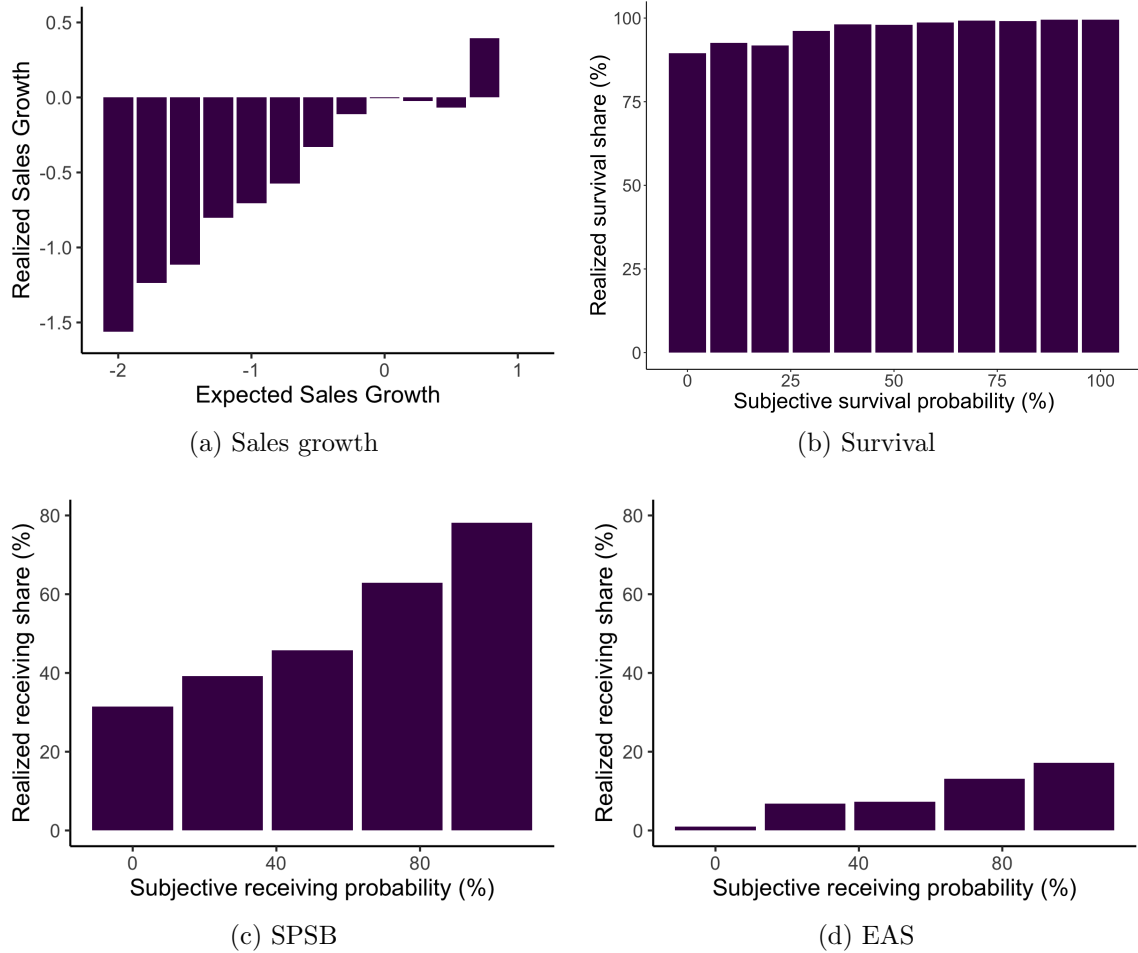 0.5
0.0
-0.5
-1.0
-1.5
Realized Sales Growth
-2 -1 0 1
Expected Sales Growth
(a) Sales growth
100
75
50
25
0
Realized survival share (%)
0 25 50 75 100
Subjective survival probability (%)
(b) Survival
80
60
40
20
0
Realized receiving share (%)
0 40 80
Subjective receiving probability (%)
(c) SPSB
80
60
40
20
0
Realized receiving share (%)
0 40 80
Subjective receiving probability (%)
(d) EAS